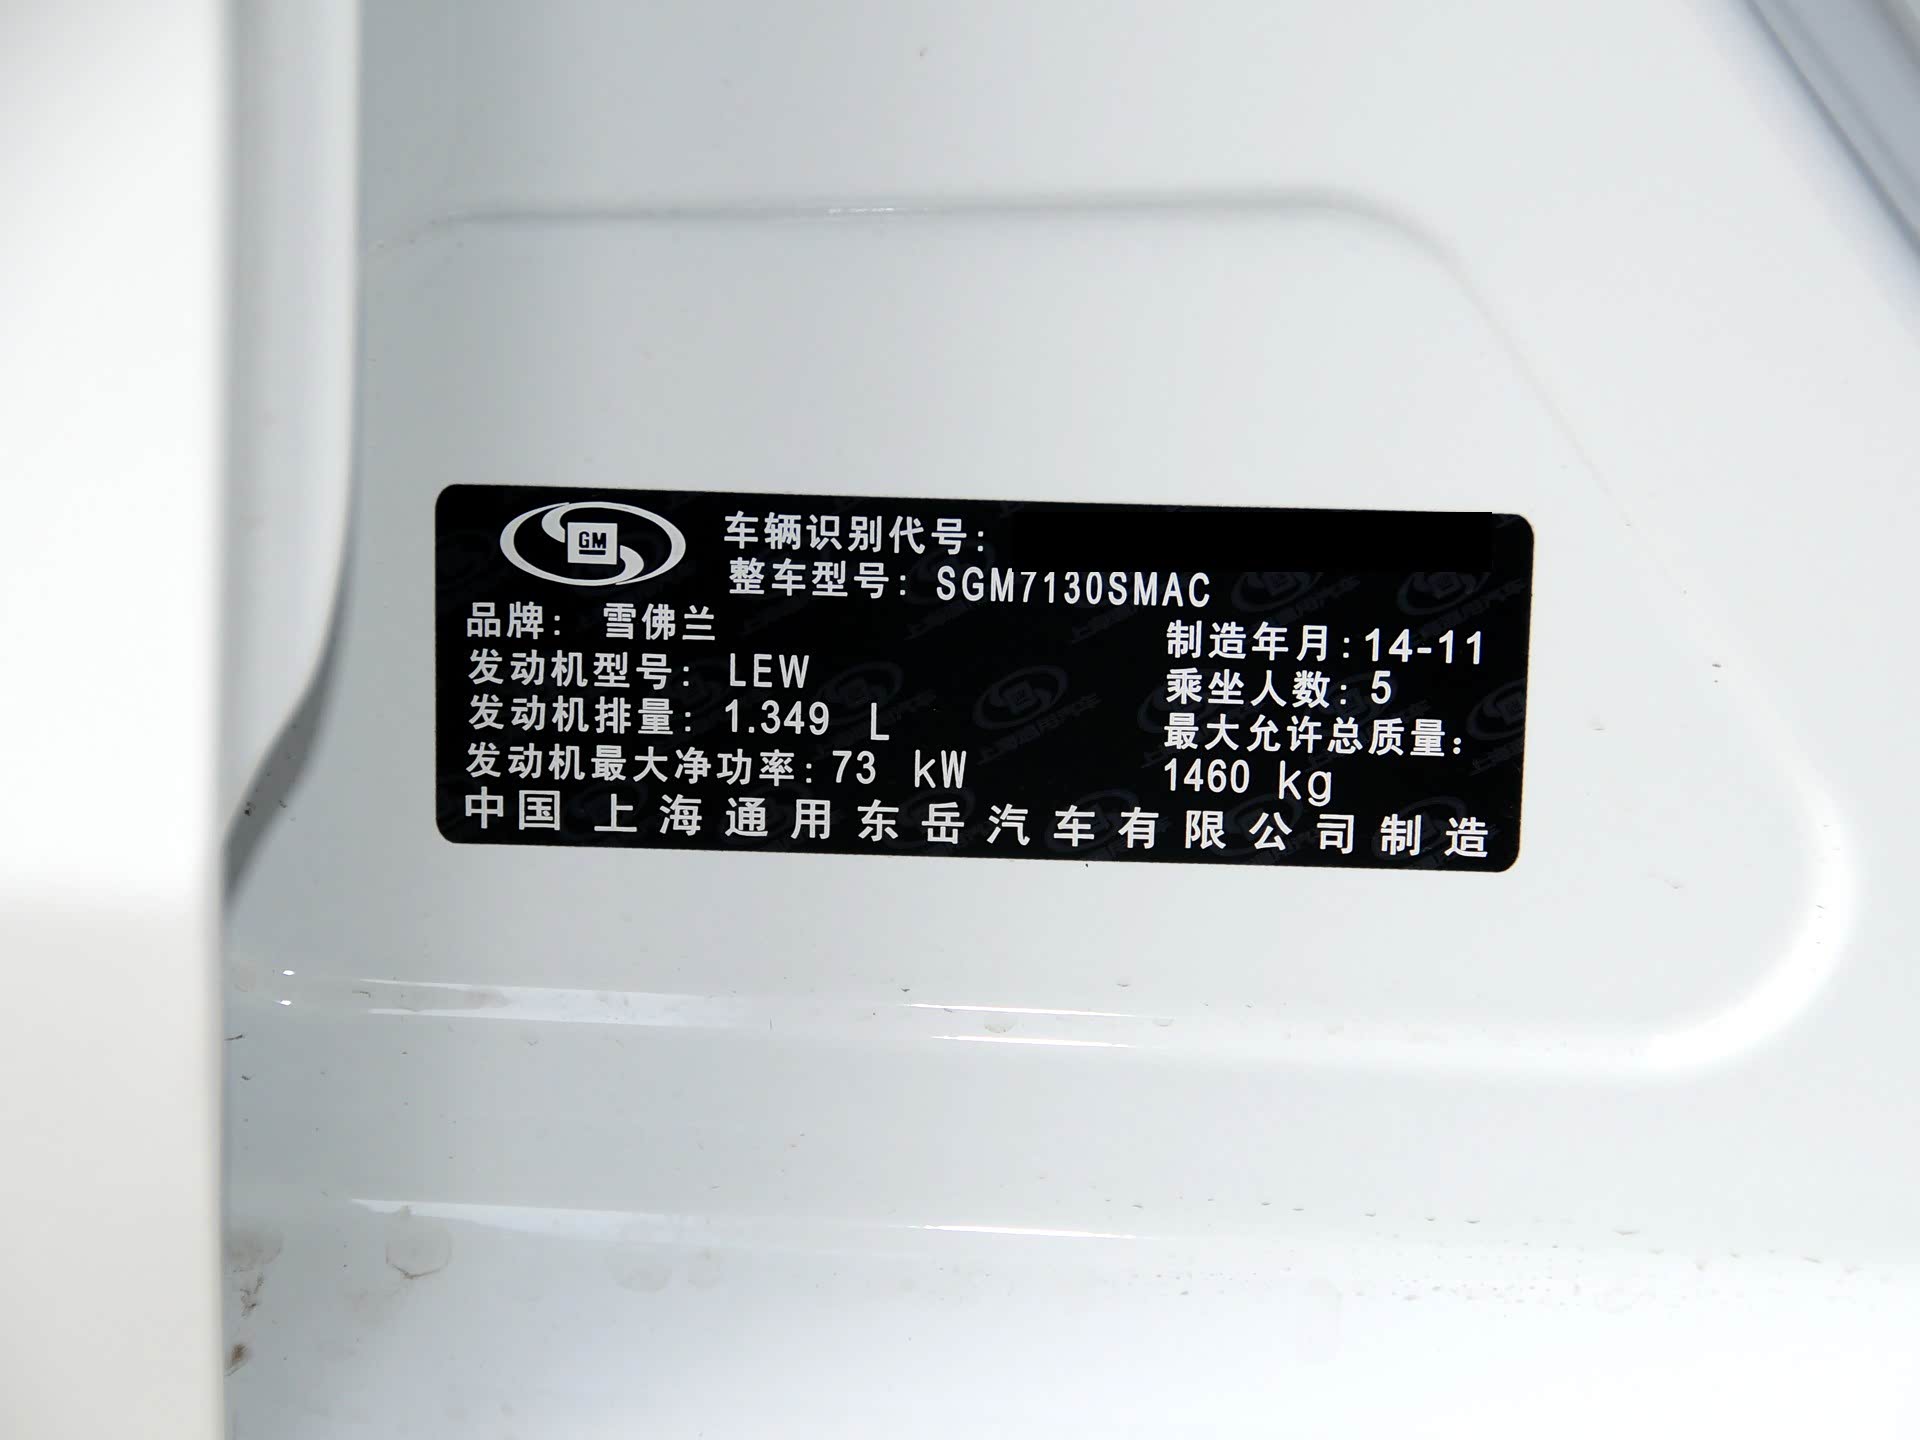 GM
车辆识别代号:
整车型号: SGM7130SMAC
品牌: 雪佛兰
制造年月:14-11
发动机型号: LEW
乘坐人数: 5
发动机排量: 1.349 L
最大允许总质量:
发动机最大净功率:73 kW
1460 kg
中国 上海通用东岳汽车有限公司制造